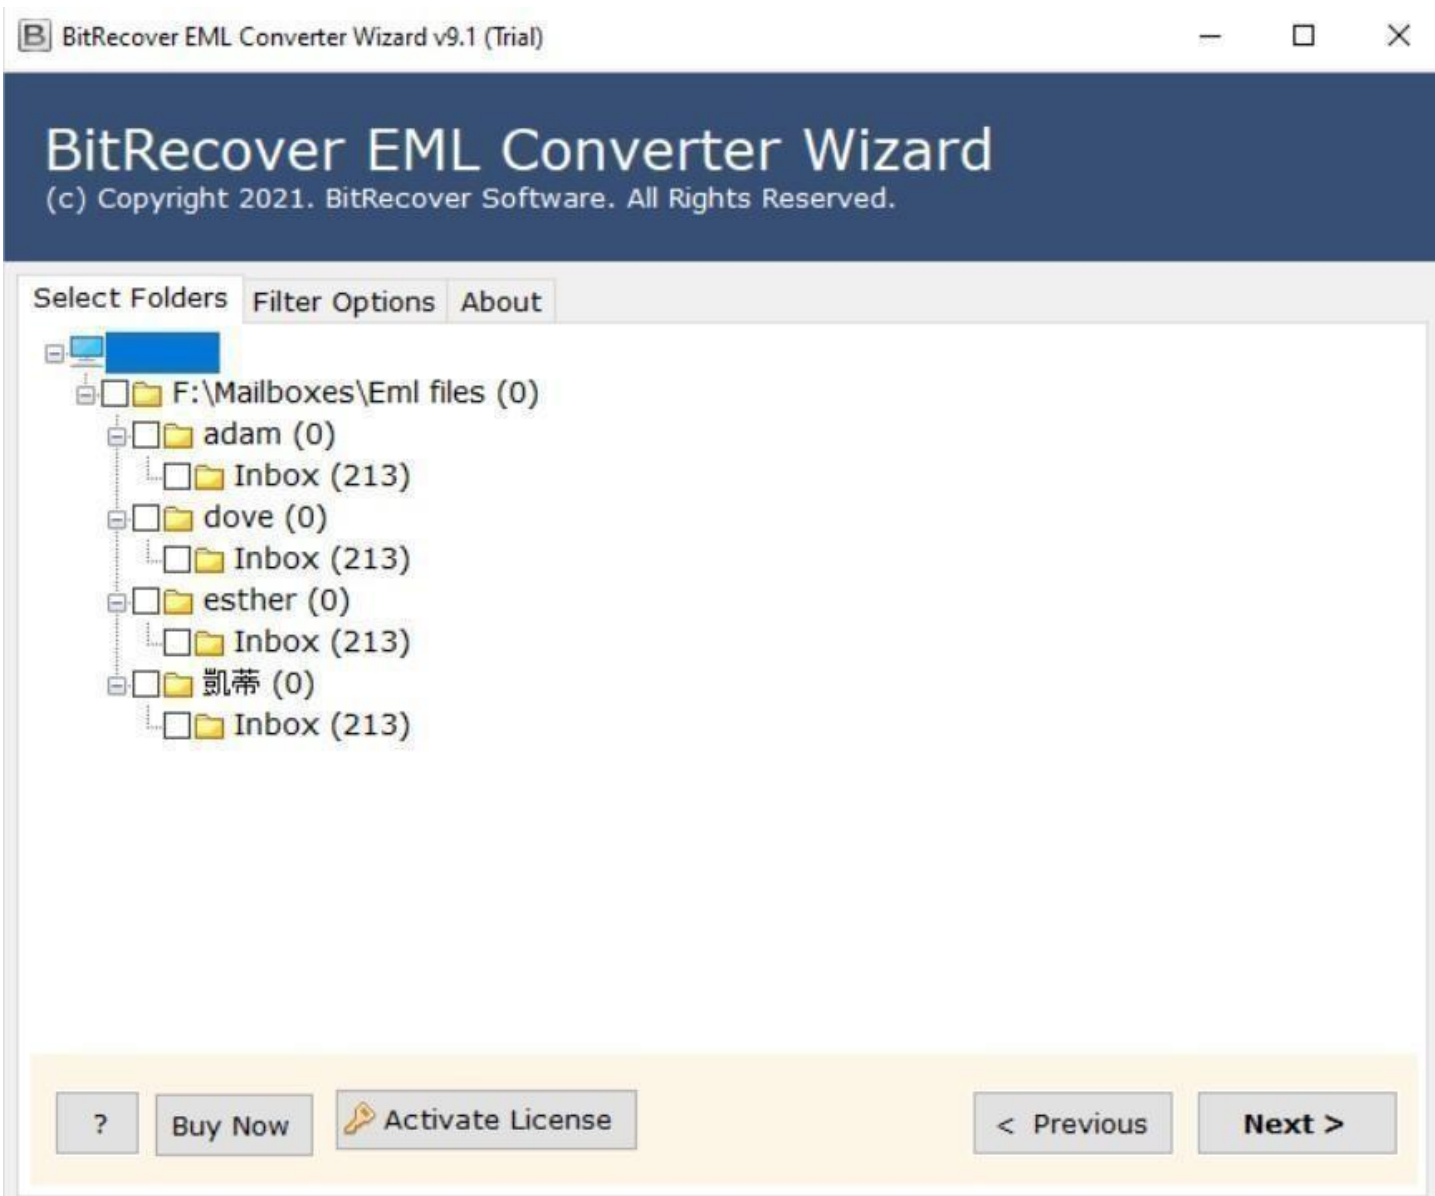 BitRecover EML Converter Wizard v9.1 (Trial)
BitRecover EML Converter Wizard
(c) Copyright 2021. BitRecover Software. All Rights Reserved.
Select Folders Filter Options About
F:\Mailboxes\Eml files (0)
adam (0)
Inbox (213)
dove (0)
Inbox (213)
esther (0)
Inbox (213)
凱蒂 (0)
Inbox (213)
? Buy Now Activate License < Previous Next >